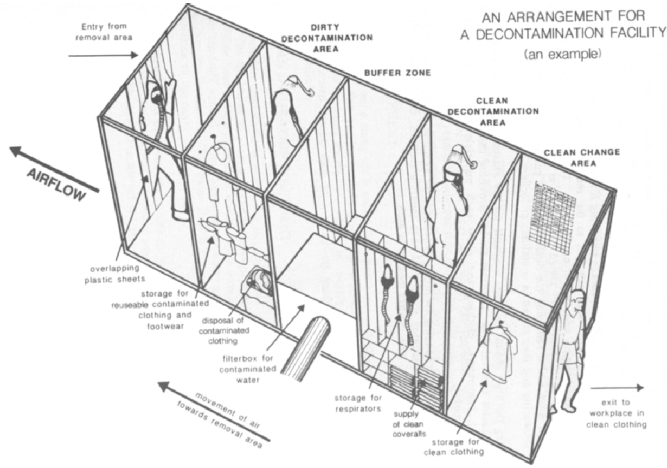 AN ARRANGEMENT FOR
A DECONTAMINATION FACILITY
(an example)
Entry from
removal area
DIRTY
DECONTAMINATION
AREA
BUFFER ZONE
CLEAN
DECONTAMINATION
AREA
CLEAN CHANGE
AREA
AIRFLOW
overlapping
plastic sheets
storage for
reuseable contaminated
clothing and
footwear
disposal of
contaminated
clothing
filterbox for
contaminated
water
movement of air
towards removal area
storage for
respirators
supply
of clean
coveralls
storage for
clean clothing
exit to
workplace in
clean clothing